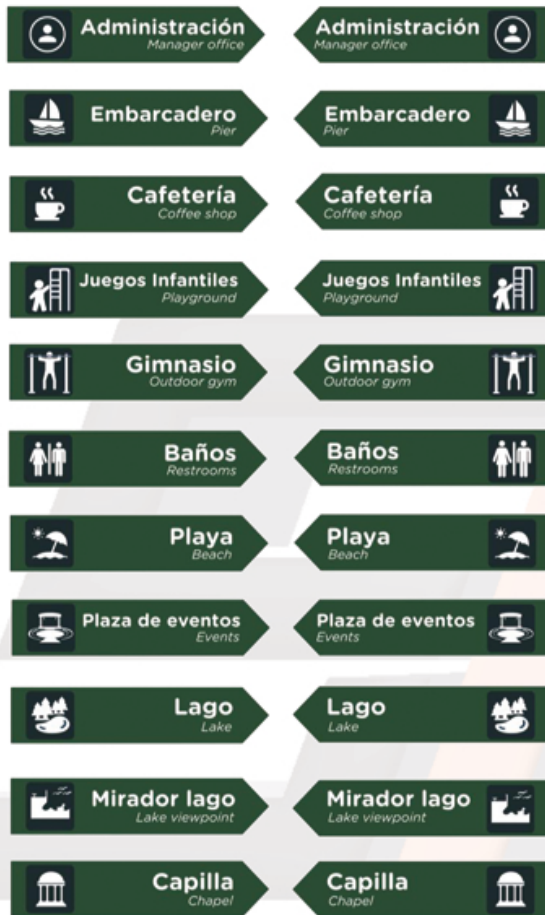 Administración
Manager office
Administración
Manager office
Embarcadero
Pier
Embarcadero
Pier
Cafetería
Coffee shop
Cafetería
Coffee shop
Juegos Infantiles
Playground
Juegos Infantiles
Playground
Gimnasio
Outdoor gym
Gimnasio
Outdoor gym
Baños
Restrooms
Baños
Restrooms
Playa
Beach
Playa
Beach
Plaza de eventos
Events
Plaza de eventos
Events
Lago
Lake
Lago
Lake
Mirador lago
Lake viewpoint
Mirador lago
Lake viewpoint
Capilla
Chapel
Capilla
Chapel